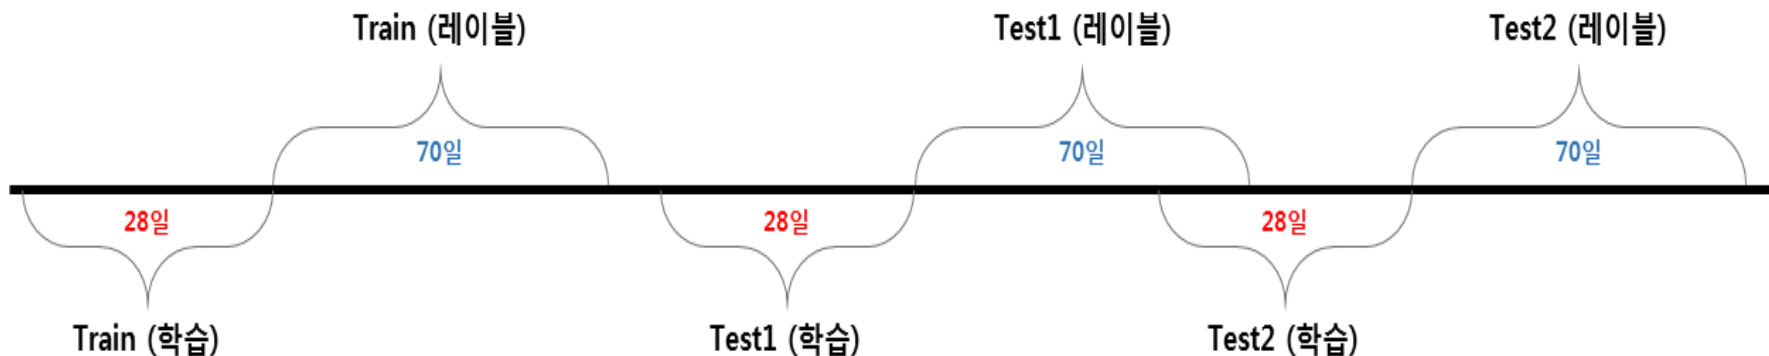 Train (레이블)
Test1 (레이블)
Test2 (레이블)
70일
70일
70일
28일
28일
28일
Train (학습)
Test1 (학습)
Test2 (학습)